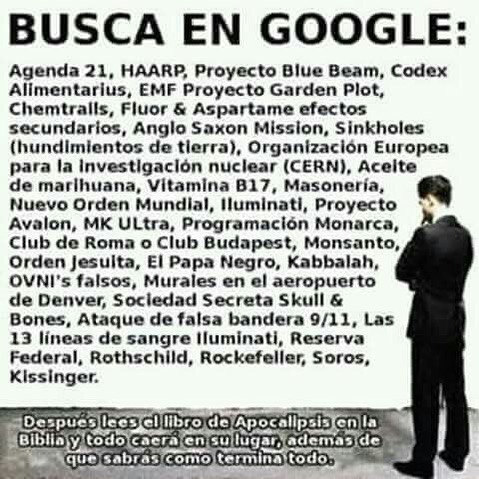 BUSCA EN GOOGLE:
Agenda 21, HAARP, Proyecto Blue Beam, Codex
Alimentarius, EMF Proyecto Garden Plot,
Chemtrails, Fluor & Aspartame efectos
secundarios, Anglo Saxon Mission, Sinkholes
(hundimientos de tierra), Organización Europea
para la investigación nuclear (CERN), Aceite
de marihuana, Vitamina B17, Masonería,
Nuevo Orden Mundial, Iluminati, Proyecto
Avalon, MK ULtra, Programación Monarca,
Club de Roma o Club Budapest, Monsanto,
Orden Jesuita, El Papa Negro, Kabbalah,
OVNI's falsos, Murales en el aeropuerto
de Denver, Sociedad Secreta Skull &
Bones, Ataque de falsa bandera 9/11, Las
13 líneas de sangre Iluminati, Reserva
Federal, Rothschild, Rockefeller, Soros,
Kissinger.
Después lees el libro de Apocalipsis en la
Biblia y todo caerá en su lugar, además de
que sabrás como termina todo.